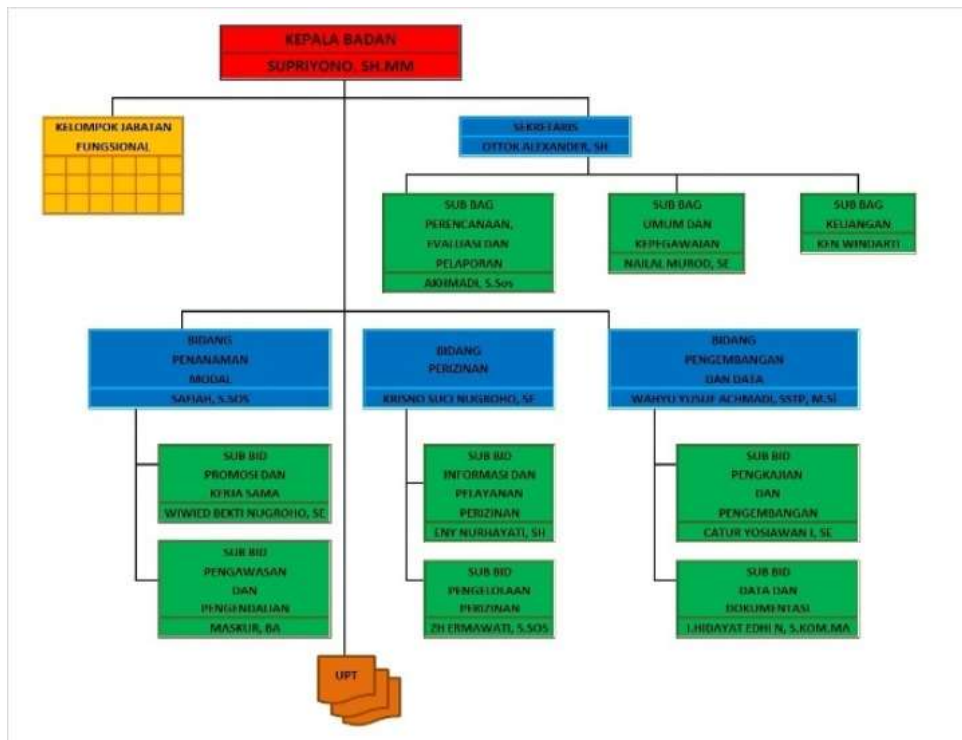 KEPALA BADAN
SUPRIYONO, SH.MM
KELOMPOK JABATAN
FUNGSIONAL
SEKRETARIS
OTTOK ALEXANDER, SH
SUB BAG
PERENCANAAN,
EVALUASI DAN
PELAPORAN
AKHMADI, S.Sos
SUB BAG
UMUM DAN
KEPEGAWAIAN
NAILAL MUROD, SE
SUB BAG
KEUANGAN
KEN WINDARTI
BIDANG
PENANAMAN
MODAL
SAFIAH, S.SOS
BIDANG
PERIZINAN
KRISNO SUCI NUGROHO, SE
BIDANG
PENGEMBANGAN
DAN DATA
WAHYU YUSUF ACHMADI, SSTP, M.Si
SUB BID
PROMOSI DAN
KERJA SAMA
WIWIED BEKTI NUGROHO, SE
SUB BID
PENGAWASAN
DAN
PENGENDALIAN
MASKUR, BA
SUB BID
INFORMASI DAN
PELAYANAN
PERIZINAN
ENY NURHAYATI, SH
SUB BID
PENGELOLAAN
PERIZINAN
ZH ERMAWATI, S.SOS
SUB BID
PENGKAJIAN
DAN
PENGEMBANGAN
CATUR YOSIAWAN I, SE
SUB BID
DATA DAN
DOKUMENTASI
I.HIDAYAT EDHI N, S.KOM.MA
UPT